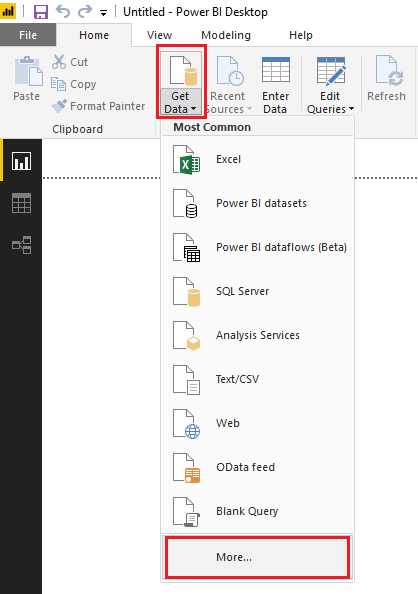 Untitled - Power BI Desktop
File Home View Modeling Help
Paste
Cut
Copy
Format Painter
Clipboard
Get Data
Recent Sources
Enter Data
Edit Queries
Refresh
Most Common
Excel
Power BI datasets
Power BI dataflows (Beta)
SQL Server
Analysis Services
Text/CSV
Web
OData feed
Blank Query
More...